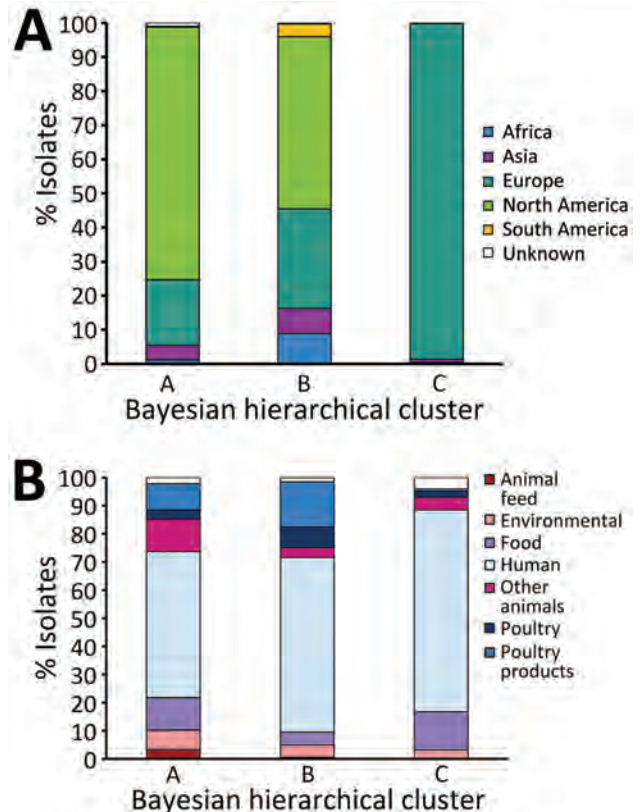 A
% Isolates
100
90
80
70
60
50
40
30
20
10
0
A B C
Bayesian hierarchical cluster
Africa
Asia
Europe
North America
South America
Unknown
B
% Isolates
100
90
80
70
60
50
40
30
20
10
0
A B C
Bayesian hierarchical cluster
Animal
feed
Environmental
Food
Human
Other
animals
Poultry
Poultry
products